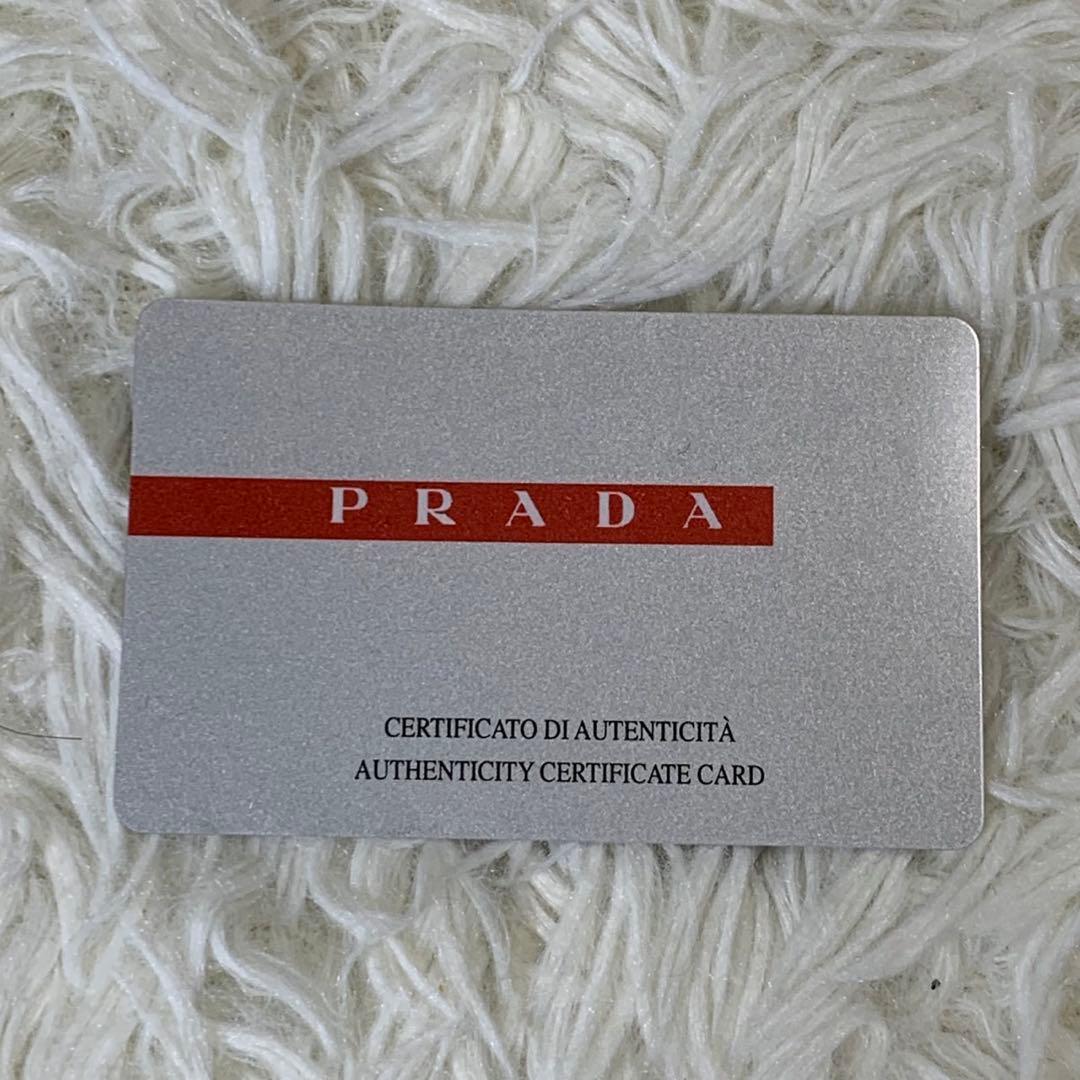 PRADA
CERTIFICATO DI AUTENTICITÀ
AUTHENTICITY CERTIFICATE CARD